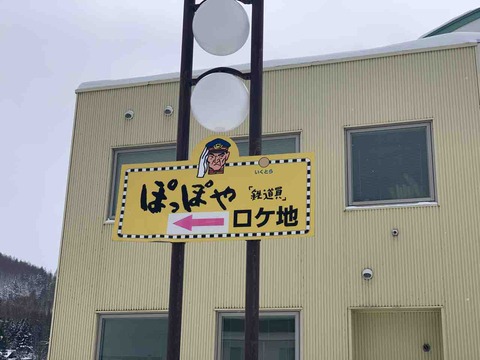 いくとら
ぽっぽや「鉄道員」
ロケ地